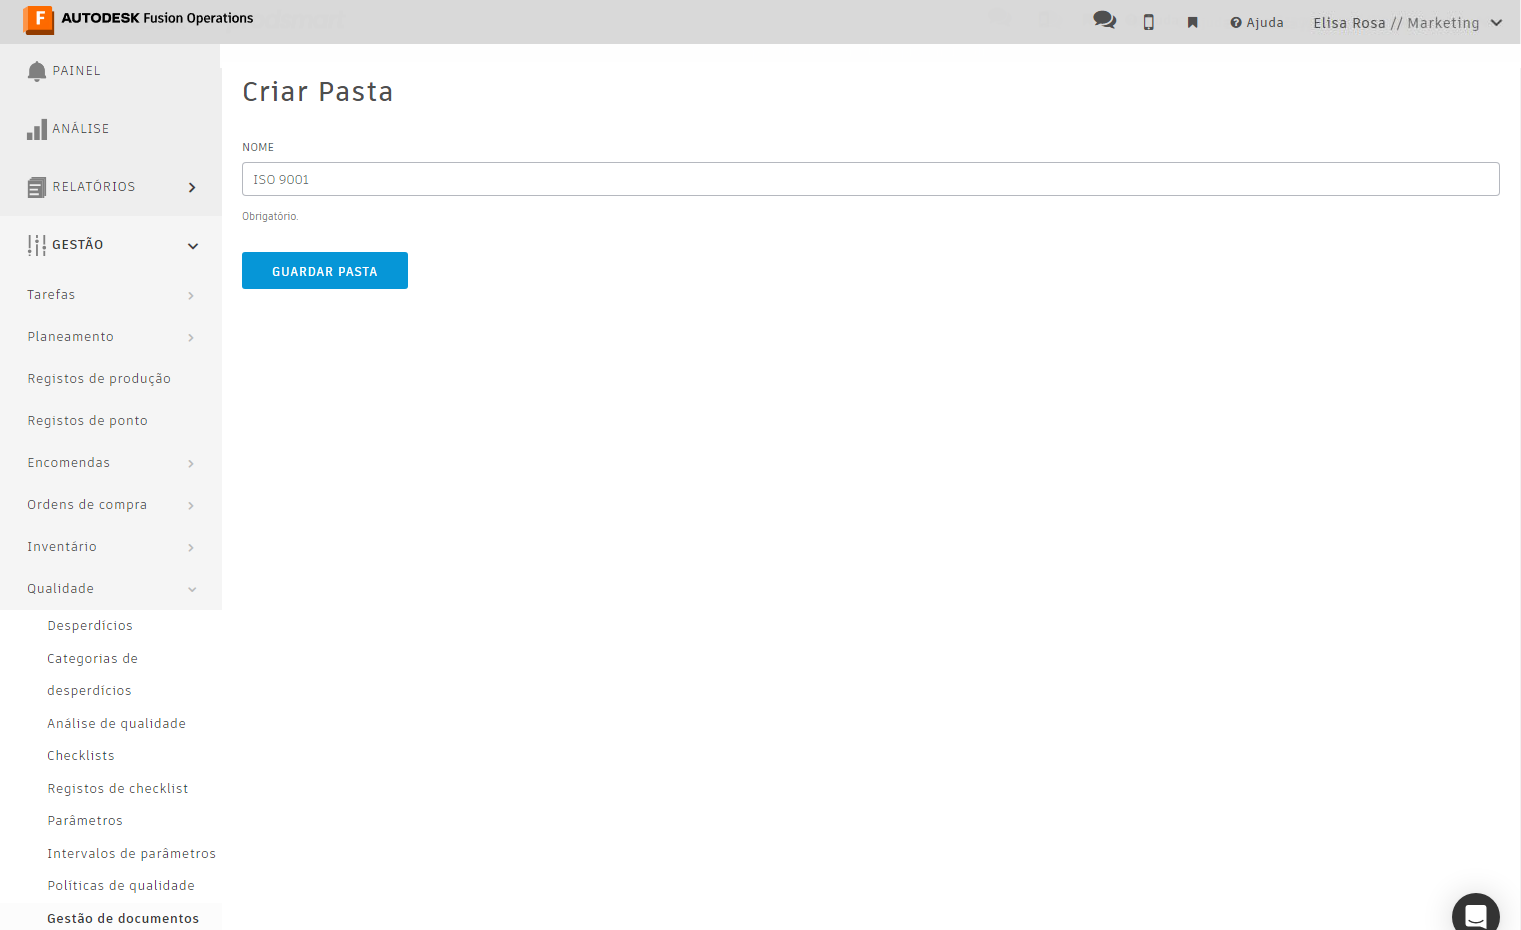 AUTODESK Fusion Operations
Ajuda
Elisa Rosa // Marketing
PAINEL
ANÁLISE
RELATÓRIOS
GESTÃO
Tarefas
Planeamento
Registos de produção
Registos de ponto
Encomendas
Ordens de compra
Inventário
Qualidade
Desperdícios
Categorias de
desperdícios
Análise de qualidade
Checklists
Registos de checklist
Parâmetros
Intervalos de parâmetros
Políticas de qualidade
Gestão de documentos
Criar Pasta
NOME
ISO 9001
Obrigatório.
GUARDAR PASTA